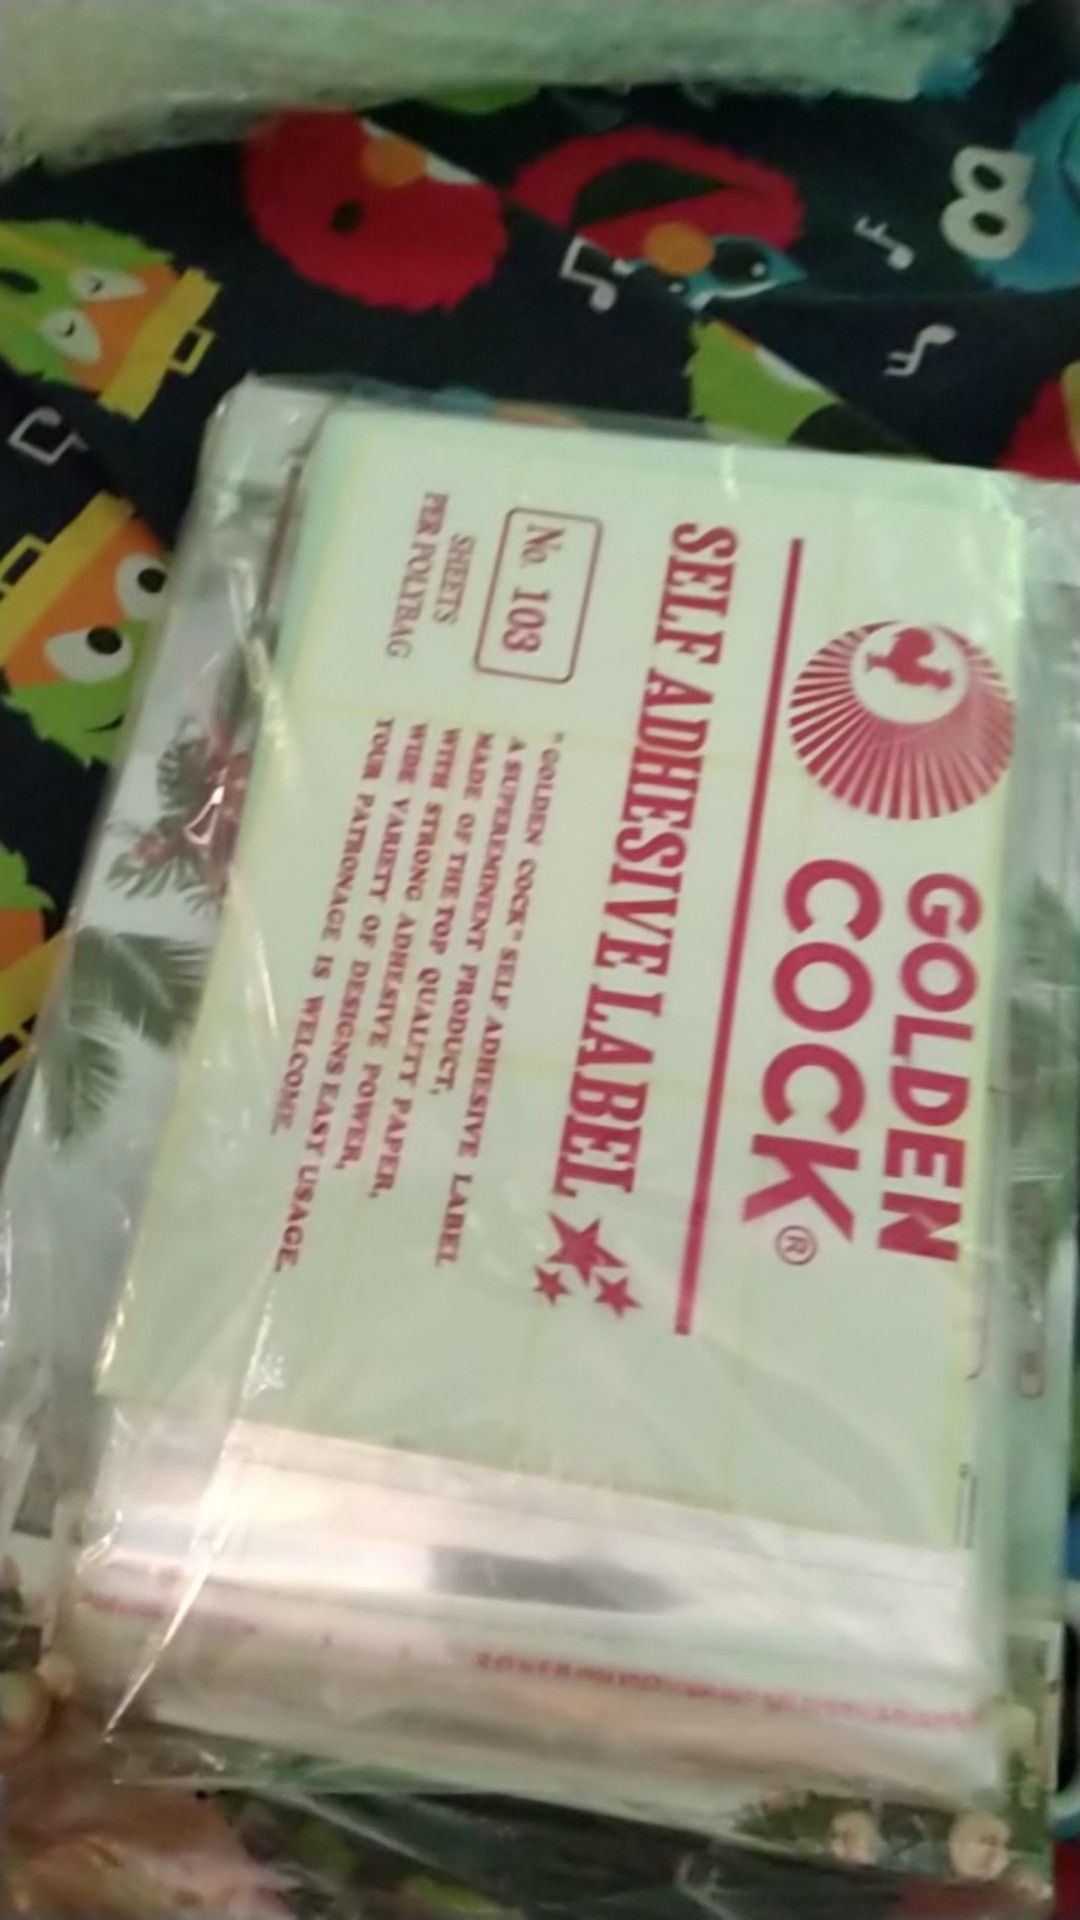 GOLDEN
COCK®
SELF ADHESIVE LABEL
No. 103
SHEETS
PER POLYBAG
"GOLDEN COCK" SELF ADHESIVE LABEL
A SUPEREMINENT PRODUCT,
MADE OF THE TOP QUALITY PAPER,
WITH STRONG ADHESIVE POWER,
WIDE VARIETY OF DESIGNS EASY USAGE.
YOUR PATRONAGE IS WELCOME.